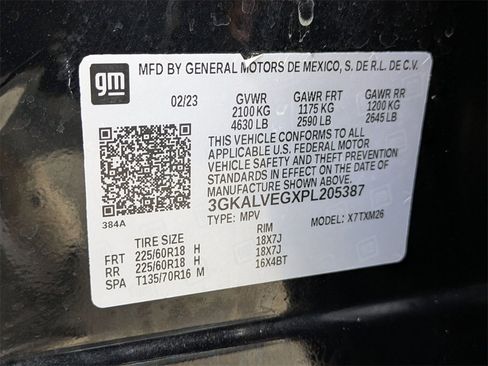 gm
MFD BY GENERAL MOTORS DE MEXICO, S. DE R.L. DE C.V.
02/23 GVWR GAWR FRT GAWR RR
2100 KG 1175 KG 1200 KG
4630 LB 2590 LB 2645 LB
THIS VEHICLE CONFORMS TO ALL
APPLICABLE U.S. FEDERAL MOTOR
VEHICLE SAFETY AND THEFT PREVENTION
STANDARDS IN EFFECT ON THE DATE OF
MANUFACTURE SHOWN ABOVE.
3GKALVEGXPL205387
384A TYPE: MPV MODEL: X7TXM26
TIRE SIZE RIM
FRT 225/60R18 H 18X7J
RR 225/60R18 H 18X7J
SPA T135/70R16 M 16X4BT